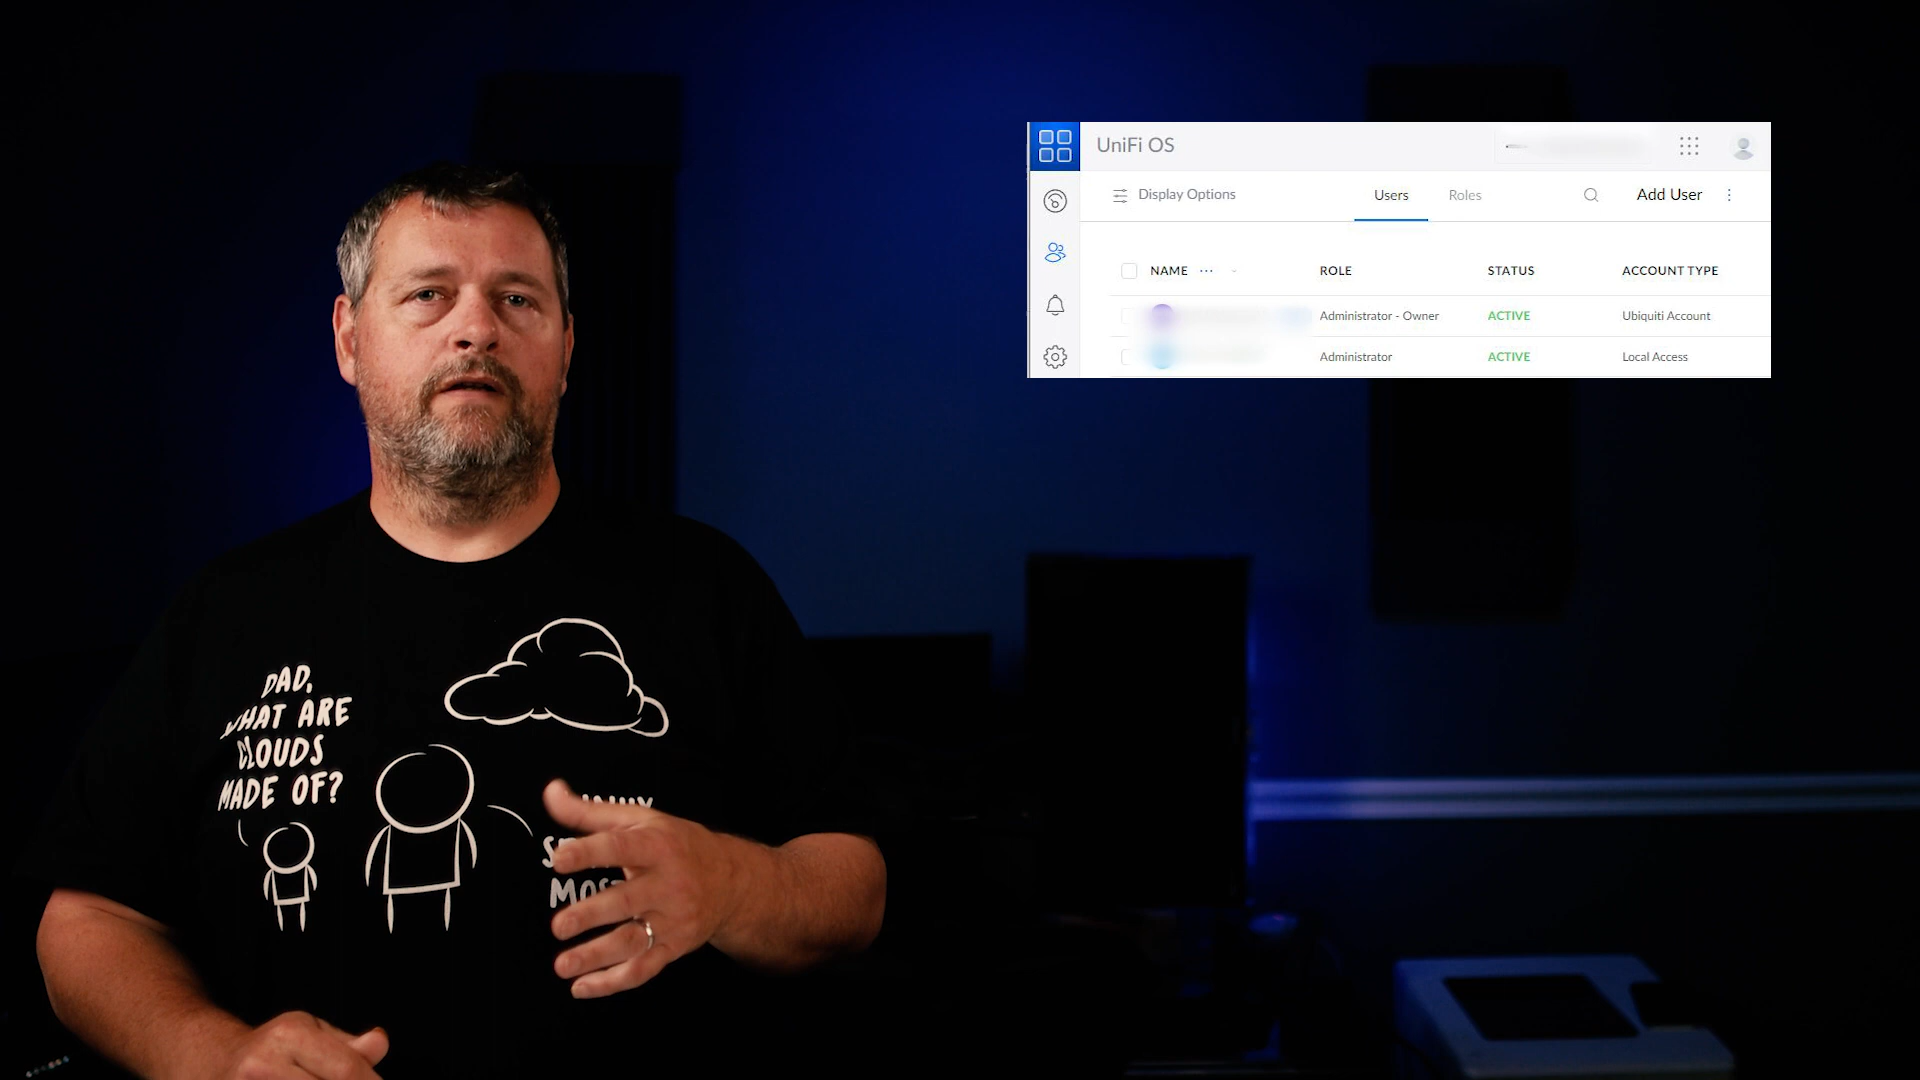 UniFi OS
Display Options
Users
Roles
Add User
NAME ROLE STATUS ACCOUNT TYPE
Administrator - Owner ACTIVE Ubiquiti Account
Administrator ACTIVE Local Access
DAD,
WHAT ARE
CLOUDS
MADE OF?